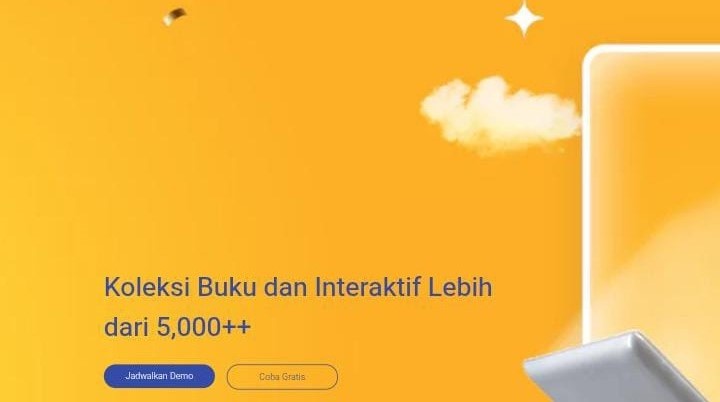 Koleksi Buku dan Interaktif Lebih
dari 5,000++
Jadwalkan Demo
Coba Gratis